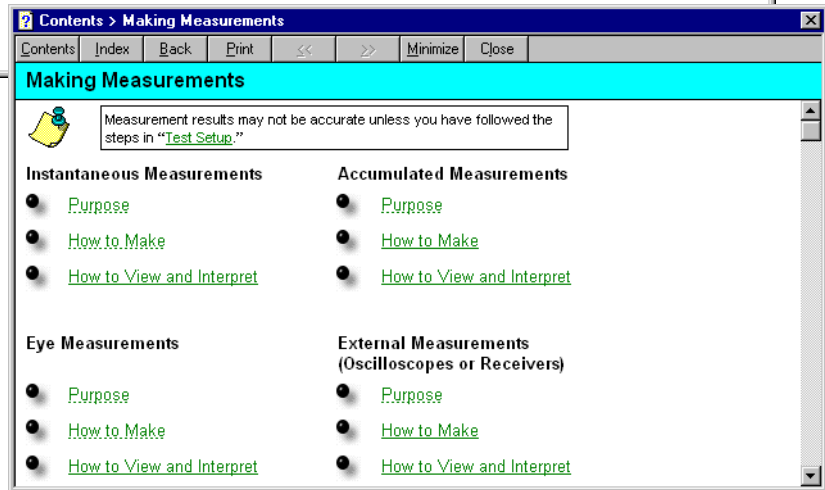 Contents > Making Measurements
Contents Index Back Print << >> Minimize Close
Making Measurements
Measurement results may not be accurate unless you have followed the
steps in “Test Setup.”
Instantaneous Measurements
Purpose
How to Make
How to View and Interpret
Accumulated Measurements
Purpose
How to Make
How to View and Interpret
Eye Measurements
Purpose
How to Make
How to View and Interpret
External Measurements
(Oscilloscopes or Receivers)
Purpose
How to Make
How to View and Interpret